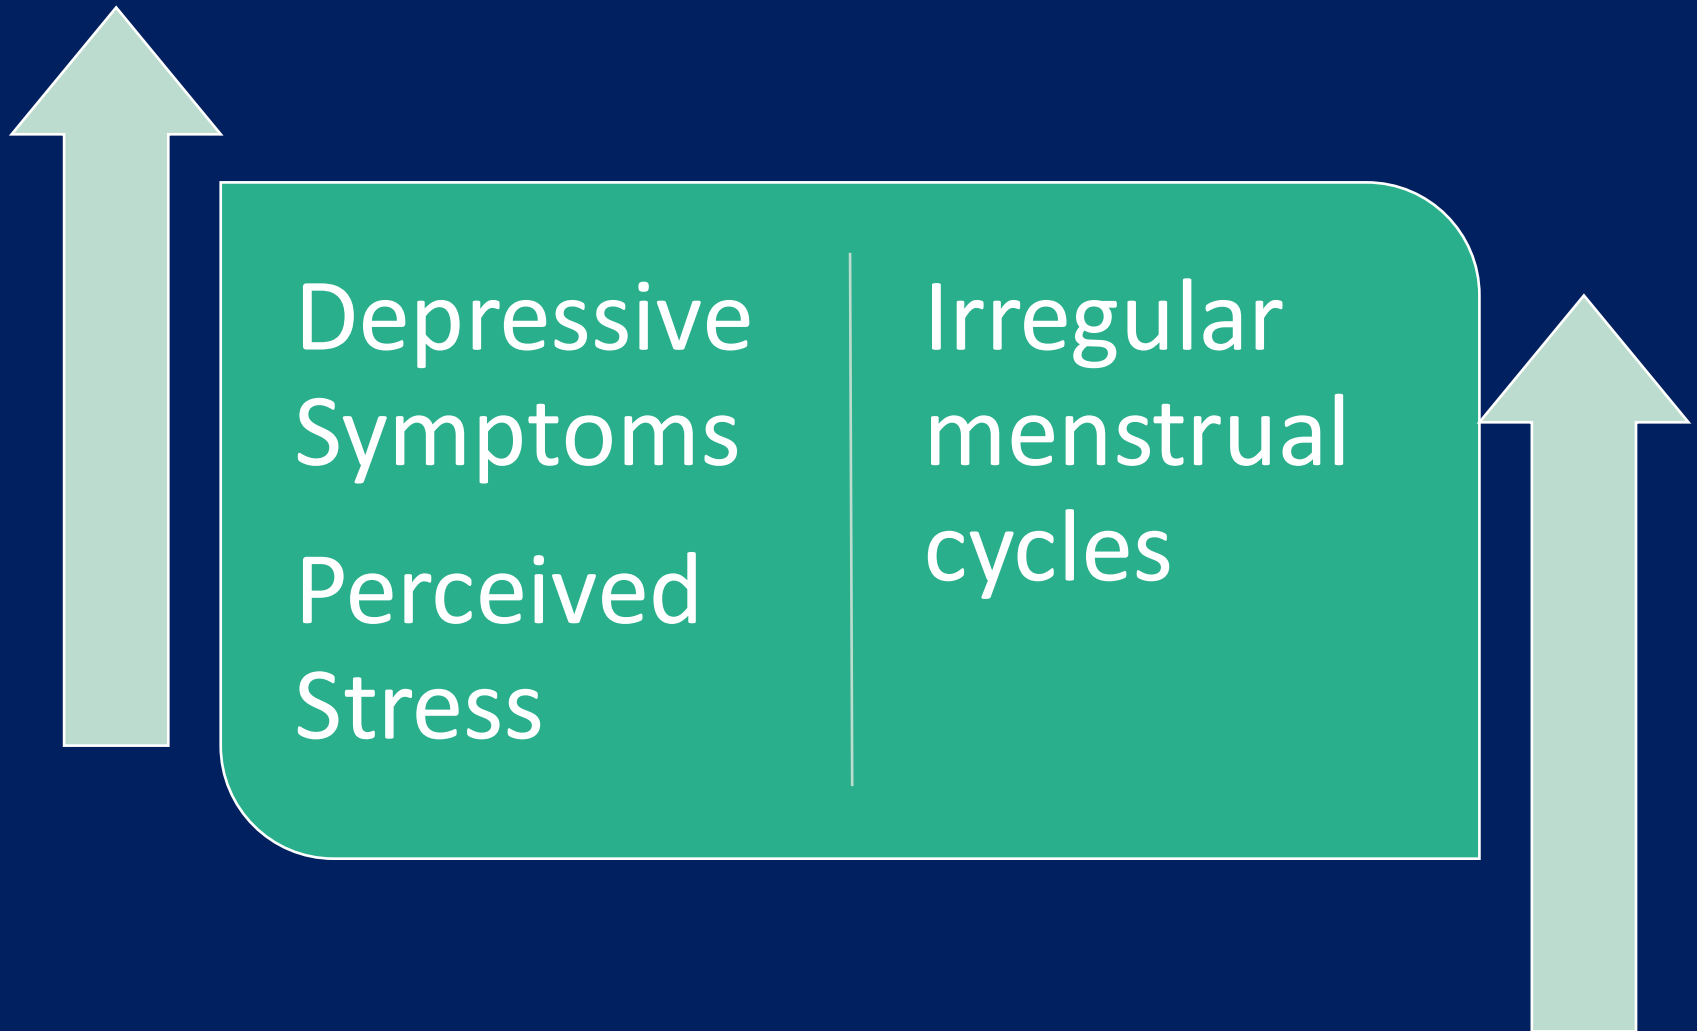 Depressive
Symptoms
Perceived
Stress
Irregular
menstrual
cycles